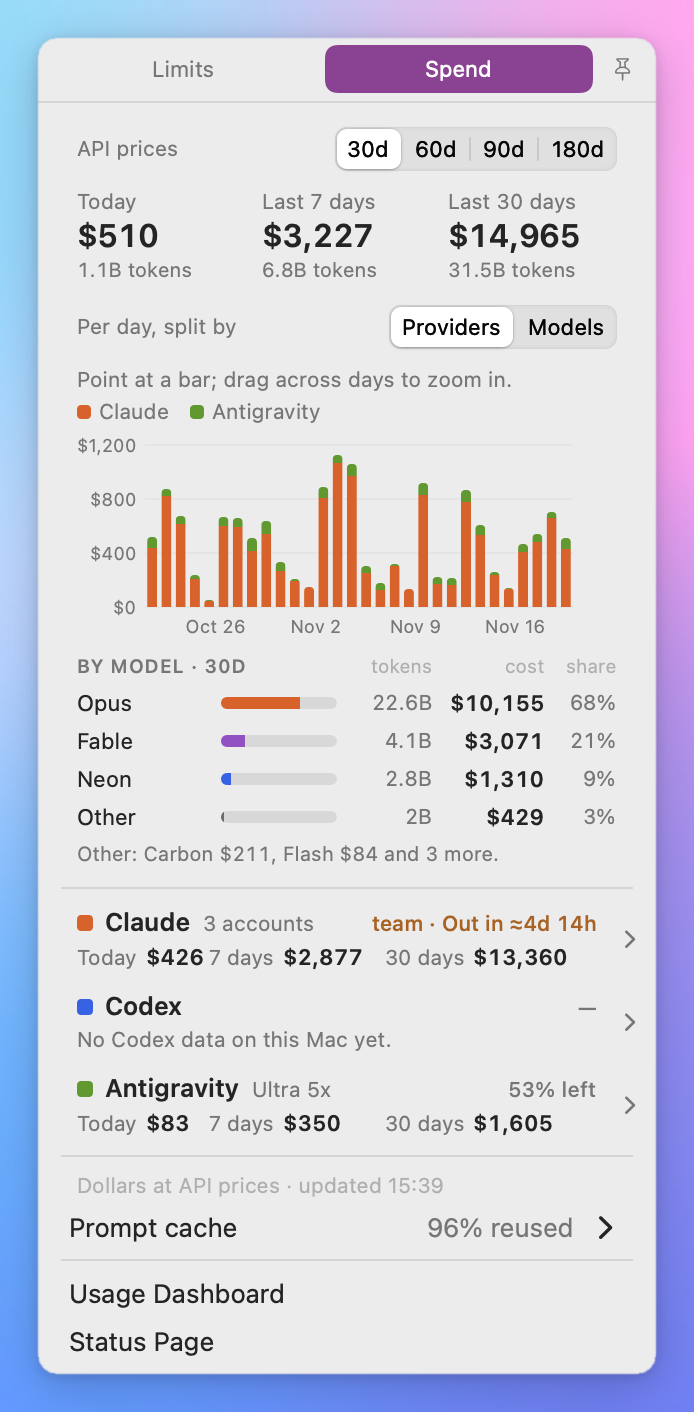 Limits Spend
API prices 30d 60d 90d 180d
Today Last 7 days Last 30 days
$510 $3,227 $14,965
1.1B tokens 6.8B tokens 31.5B tokens
Per day, split by Providers Models
Point at a bar; drag across days to zoom in.
Claude Antigravity
$1,200
$800
$400
$0
Oct 26 Nov 2 Nov 9 Nov 16
BY MODEL · 30D tokens cost share
Opus 22.6B $10,155 68%
Fable 4.1B $3,071 21%
Neon 2.8B $1,310 9%
Other 2B $429 3%
Other: Carbon $211, Flash $84 and 3 more.
Claude 3 accounts team · Out in ≈4d 14h
Today $426 7 days $2,877 30 days $13,360
Codex —
No Codex data on this Mac yet.
Antigravity Ultra 5x 53% left
Today $83 7 days $350 30 days $1,605
Dollars at API prices · updated 15:39
Prompt cache 96% reused
Usage Dashboard
Status Page